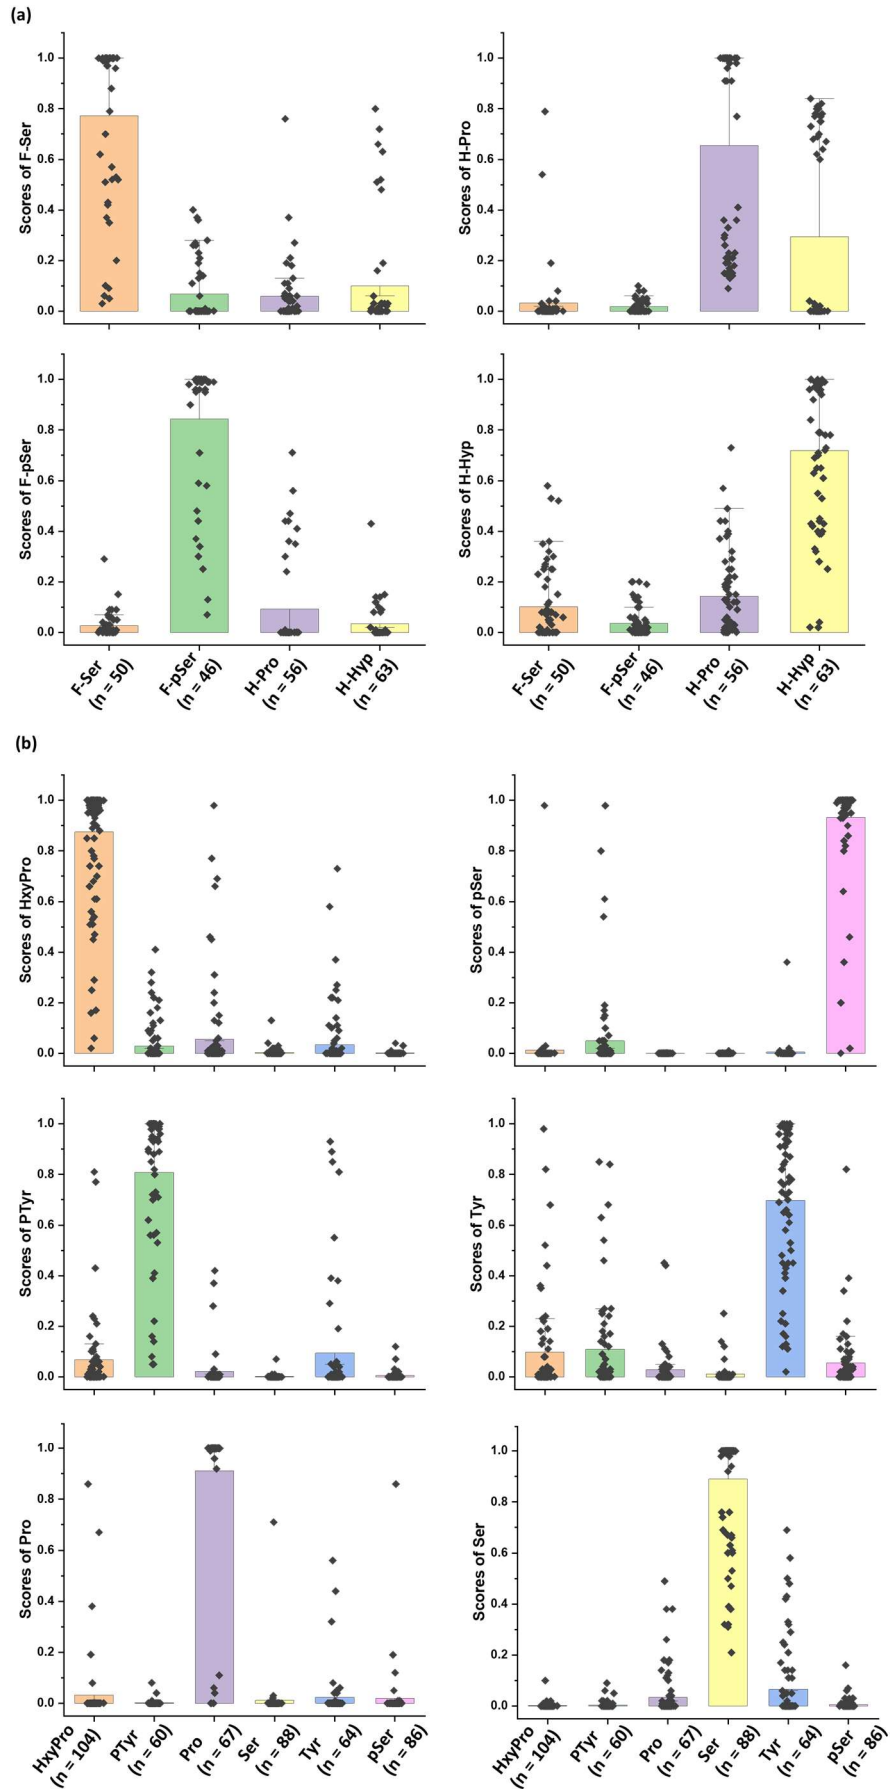 (a)
1.0
0.8
0.6
0.4
0.2
0.0
Scores of F-Ser
1.0
0.8
0.6
0.4
0.2
0.0
Scores of H-Pro
1.0
0.8
0.6
0.4
0.2
0.0
Scores of F-pSer
F-Ser
(n = 50)
F-pSer
(n = 46)
H-Pro
(n = 56)
H-Hyp
(n = 63)
1.0
0.8
0.6
0.4
0.2
0.0
Scores of H-Hyp
F-Ser
(n = 50)
F-pSer
(n = 46)
H-Pro
(n = 56)
H-Hyp
(n = 63)
(b)
1.0
0.8
0.6
0.4
0.2
0.0
Scores of HxyPro
1.0
0.8
0.6
0.4
0.2
0.0
Scores of pSer
1.0
0.8
0.6
0.4
0.2
0.0
Scores of PTyr
1.0
0.8
0.6
0.4
0.2
0.0
Scores of Tyr
1.0
0.8
0.6
0.4
0.2
0.0
Scores of Pro
HxyPro
(n = 104)
PTyr
(n = 60)
Pro
(n = 67)
Ser
(n = 88)
Tyr
(n = 64)
pSer
(n = 86)
1.0
0.8
0.6
0.4
0.2
0.0
Scores of Ser
HxyPro
(n = 104)
PTyr
(n = 60)
Pro
(n = 67)
Ser
(n = 88)
Tyr
(n = 64)
pSer
(n = 86)